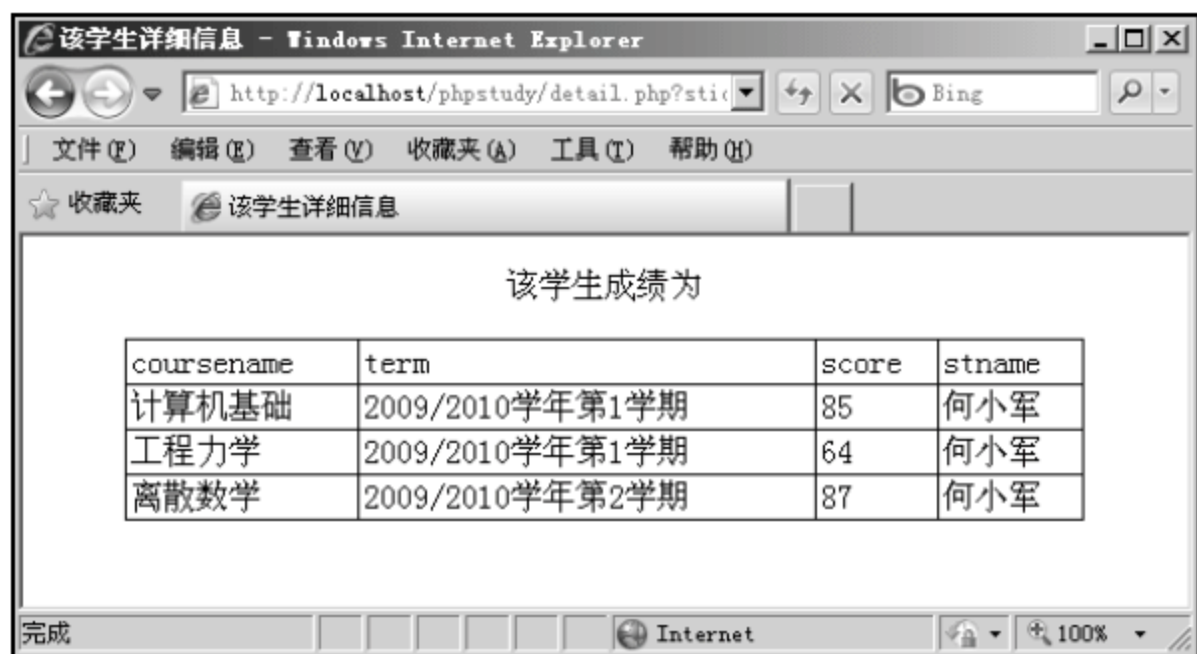 该学生详细信息 - Windows Internet Explorer
http://localhost/phpstudy/detail.php?sti
Bing
文件(F) 编辑(E) 查看(V) 收藏夹(A) 工具(T) 帮助(H)
收藏夹 该学生详细信息
该学生成绩为
coursename term score stname
计算机基础 2009/2010学年第1学期 85 何小军
工程力学 2009/2010学年第1学期 64 何小军
离散数学 2009/2010学年第2学期 87 何小军
完成 Internet 100%